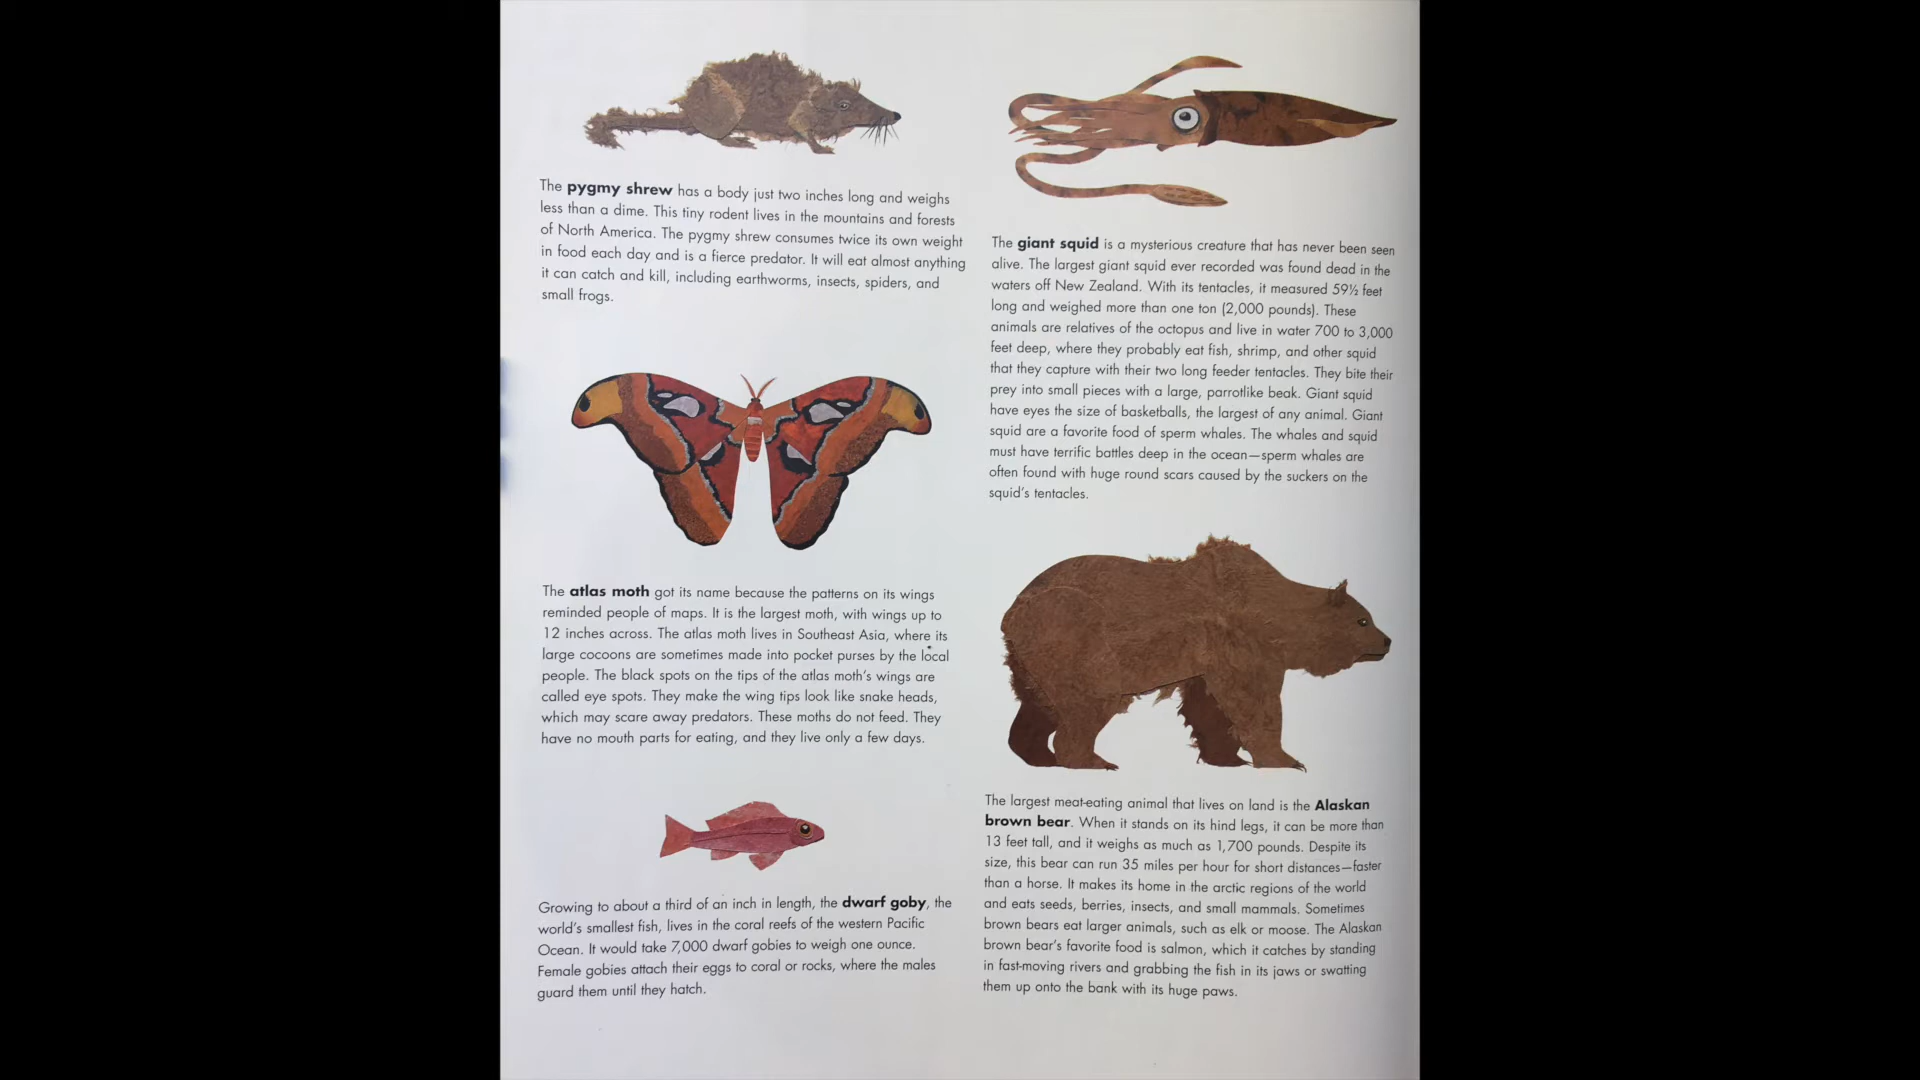 The pygmy shrew has a body just two inches long and weighs
less than a dime. This tiny rodent lives in the mountains and forests
of North America. The pygmy shrew consumes twice its own weight
in food each day and is a fierce predator. It will eat almost anything
it can catch and kill, including earthworms, insects, spiders, and
small frogs.
The atlas moth got its name because the patterns on its wings
reminded people of maps. It is the largest moth, with wings up to
12 inches across. The atlas moth lives in Southeast Asia, where its
large cocoons are sometimes made into pocket purses by the local
people. The black spots on the tips of the atlas moth's wings are
called eye spots. They make the wing tips look like snake heads,
which may scare away predators. These moths do not feed. They
have no mouth parts for eating, and they live only a few days.
Growing to about a third of an inch in length, the dwarf goby, the
world's smallest fish, lives in the coral reefs of the western Pacific
Ocean. It would take 7,000 dwarf gobies to weigh one ounce.
Female gobies attach their eggs to coral or rocks, where the males
guard them until they hatch.
The giant squid is a mysterious creature that has never been seen
alive. The largest giant squid ever recorded was found dead in the
waters off New Zealand. With its tentacles, it measured 59½ feet
long and weighed more than one ton (2,000 pounds). These
animals are relatives of the octopus and live in water 700 to 3,000
feet deep, where they probably eat fish, shrimp, and other squid
that they capture with their two long feeder tentacles. They bite their
prey into small pieces with a large, parrotlike beak. Giant squid
have eyes the size of basketballs, the largest of any animal. Giant
squid are a favorite food of sperm whales. The whales and squid
must have terrific battles deep in the ocean—sperm whales are
often found with huge round scars caused by the suckers on the
squid's tentacles.
The largest meat-eating animal that lives on land is the Alaskan
brown bear. When it stands on its hind legs, it can be more than
13 feet tall, and it weighs as much as 1,700 pounds. Despite its
size, this bear can run 35 miles per hour for short distances—faster
than a horse. It makes its home in the arctic regions of the world
and eats seeds, berries, insects, and small mammals. Sometimes
brown bears eat larger animals, such as elk or moose. The Alaskan
brown bear's favorite food is salmon, which it catches by standing
in fast-moving rivers and grabbing the fish in its jaws or swatting
them up onto the bank with its huge paws.